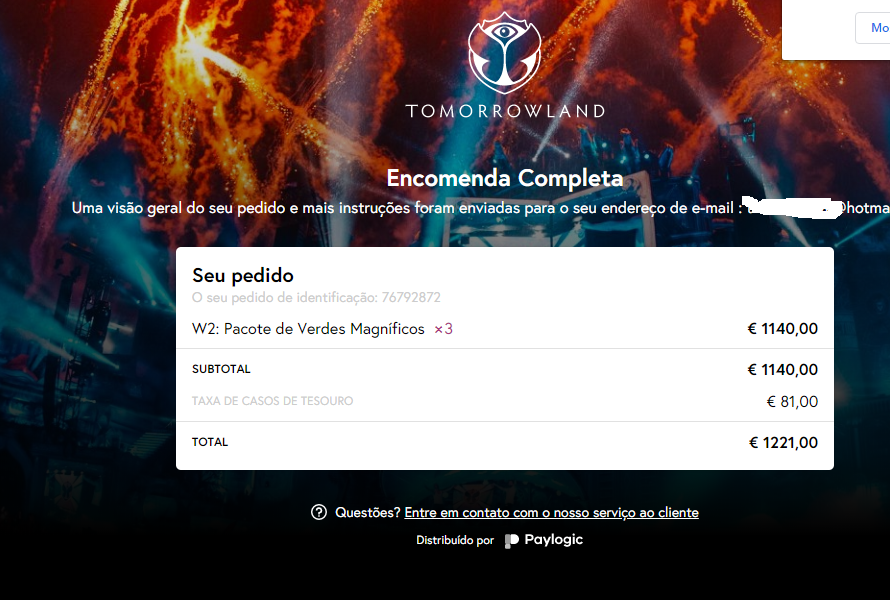 Mo
TOMORROWLAND
Encomenda Completa
Uma visão geral do seu pedido e mais instruções foram enviadas para o seu endereço de e-mail : @hotma
Seu pedido
O seu pedido de identificação: 76792872
W2: Pacote de Verdes Magníficos ×3 € 1140,00
SUBTOTAL € 1140,00
TAXA DE CASOS DE TESOURO € 81,00
TOTAL € 1221,00
Questões? Entre em contato com o nosso serviço ao cliente
Distribuído por Paylogic